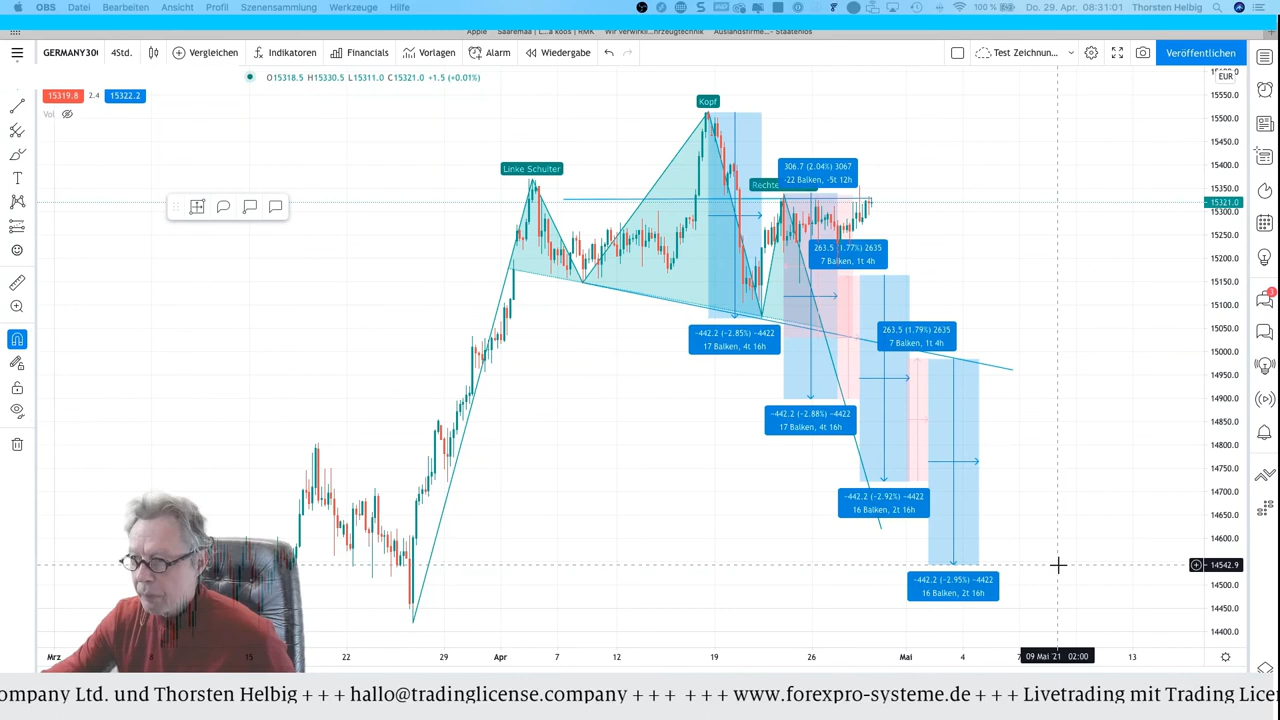 OBS Datei Bearbeiten Ansicht Profil Szenensammlung Werkzeuge Hilfe 100 % Do. 29. Apr. 08:31:01 Thorsten Helbig
Apple
GERMANY30 4Std. Vergleichen Indikatoren Financials Vorlagen Alarm Wiedergabe Test Zeichnun... Veröffentlichen
O15318.5 H15330.5 L15311.0 C15321.0 +1.5 (+0.01%)
EUR
15319.8 2.4 15322.2
15550.0
Vol
Kopf
15500.0
15450.0
Linke Schulter
306.7 (2.04%) 3067
-22 Balken, -5t 12h
15400.0
Rechte
15350.0
15321.0
15300.0
263.5 (1.77%) 2635
7 Balken, 1t 4h
15250.0
15200.0
15150.0
15100.0
-442.2 (-2.85%) -4422
17 Balken, 4t 16h
263.5 (1.79%) 2635
7 Balken, 1t 4h
15050.0
15000.0
14950.0
14900.0
-442.2 (-2.88%) -4422
17 Balken, 4t 16h
14850.0
14800.0
14750.0
-442.2 (-2.92%) -4422
16 Balken, 2t 16h
14700.0
14650.0
14600.0
14542.9
-442.2 (-2.95%) -4422
16 Balken, 2t 16h
14500.0
14450.0
14400.0
Mrz 8 15 22 29 Apr 7 12 19 26 Mai 4 09 Mai '21 02:00 13
ompany Ltd. und Thorsten Helbig +++ hallo@tradinglicense.company +++ +++ www.forexpro-systeme.de +++ Livetrading mit Trading Lice